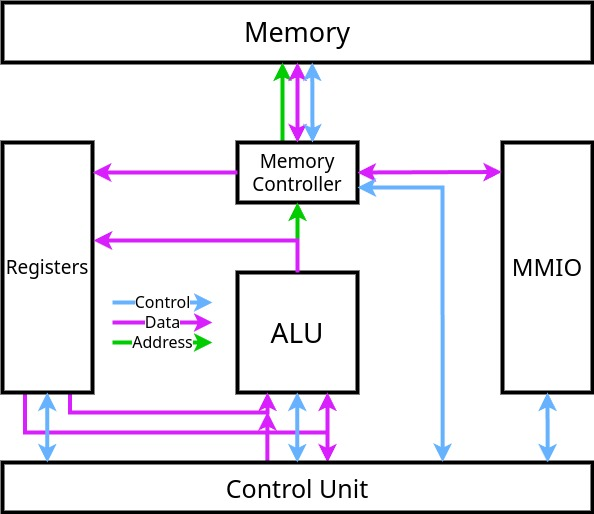 Memory
Memory
Controller
Registers
MMIO
Control
Data
Address
ALU
Control Unit